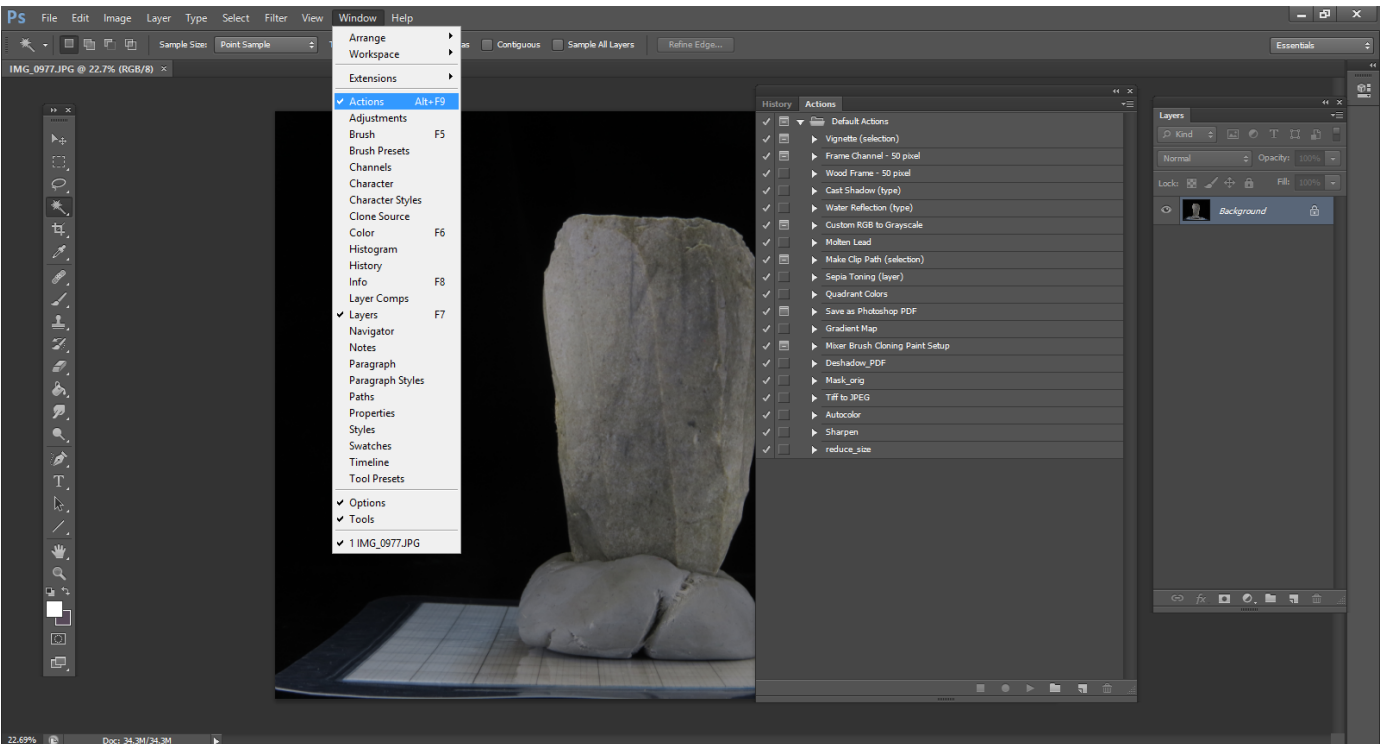 Ps File Edit Image Layer Type Select Filter View Window Help
Sample Size: Point Sample Contiguous Sample All Layers Refine Edge... Essentials
IMG_0977.JPG @ 22.7% (RGB/8) ×
Arrange
Workspace
Extensions
Actions Alt+F9
Adjustments
Brush F5
Brush Presets
Channels
Character
Character Styles
Clone Source
Color F6
Histogram
History
Info F8
Layer Comps
Layers F7
Navigator
Notes
Paragraph
Paragraph Styles
Paths
Properties
Styles
Swatches
Timeline
Tool Presets
Options
Tools
1 IMG_0977.JPG
History Actions
Default Actions
Vignette (selection)
Frame Channel - 50 pixel
Wood Frame - 50 pixel
Cast Shadow (type)
Water Reflection (type)
Custom RGB to Grayscale
Molten Lead
Make Clip Path (selection)
Sepia Toning (layer)
Quadrant Colors
Save as Photoshop PDF
Gradient Map
Mixer Brush Cloning Paint Setup
Deshadow_PDF
Mask_orig
Tiff to JPEG
Autocolor
Sharpen
reduce_size
Layers
Kind
Normal Opacity: 100%
Lock: Fill: 100%
Background
22.69% Doc: 34.3M/34.3M